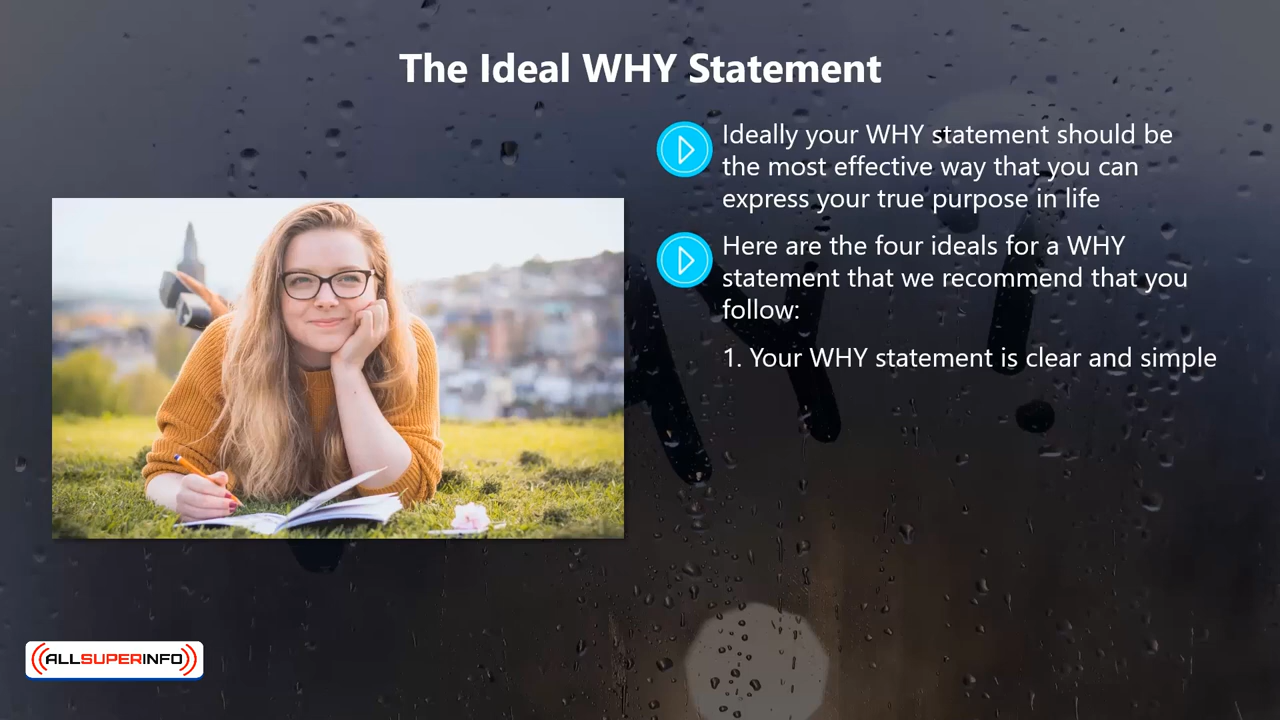 The Ideal WHY Statement
Ideally your WHY statement should be
the most effective way that you can
express your true purpose in life
Here are the four ideals for a WHY
statement that we recommend that you
follow:
1. Your WHY statement is clear and simple
ALLSUPERINFO